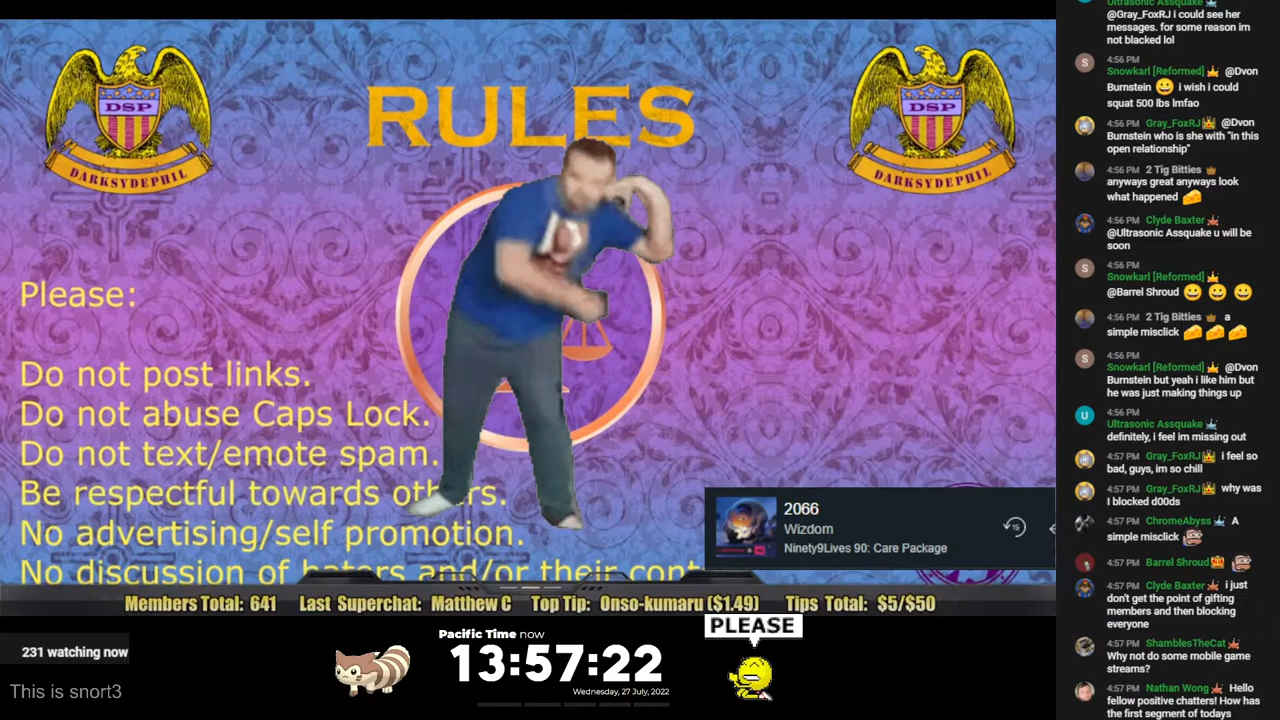 DSP
DARKSYDEPHIL
RULES
DSP
DARKSYDEPHIL
Please:
Do not post links.
Do not abuse Caps Lock.
Do not text/emote spam.
Be respectful towards others.
No advertising/self promotion.
No discussion of haters and/or their cont
2066
Wizdom
Ninety9Lives 90: Care Package
15
Members Total: 641 Last Superchat: Matthew C Top Tip: Onso-kumaru ($1.49) Tips Total: $5/$50
231 watching now
This is snort3
Pacific Time now
13:57:22
Wednesday, 27 July, 2022
PLEASE
Ultrasonic Assquake
@Gray_FoxRJ i could see her
messages. for some reason im
not blacked lol
4:56 PM
Snowkarl [Reformed] @Dvon
Burnstein i wish i could
squat 500 lbs lmfao
4:56 PM Gray_FoxRJ @Dvon
Burnstein who is she with "in this
open relationship"
4:56 PM 2 Tig Bitties
anyways great anyways look
what happened
4:56 PM Clyde Baxter
@Ultrasonic Assquake u will be
soon
4:56 PM
Snowkarl [Reformed]
@Barrel Shroud
4:56 PM 2 Tig Bitties a
simple misclick
4:56 PM
Snowkarl [Reformed] @Dvon
Burnstein but yeah i like him but
he was just making things up
4:56 PM
Ultrasonic Assquake
definitely, i feel im missing out
4:57 PM Gray_FoxRJ i feel so
bad, guys, im so chill
4:57 PM Gray_FoxRJ why was
I blocked d00ds
4:57 PM ChromeAbyss A
simple misclick
4:57 PM Barrel Shroud
4:57 PM Clyde Baxter i just
don't get the point of gifting
members and then blocking
everyone
4:57 PM ShamblesTheCat
Why not do some mobile game
streams?
4:57 PM Nathan Wong Hello
fellow positive chatters! How has
the first segment of todays